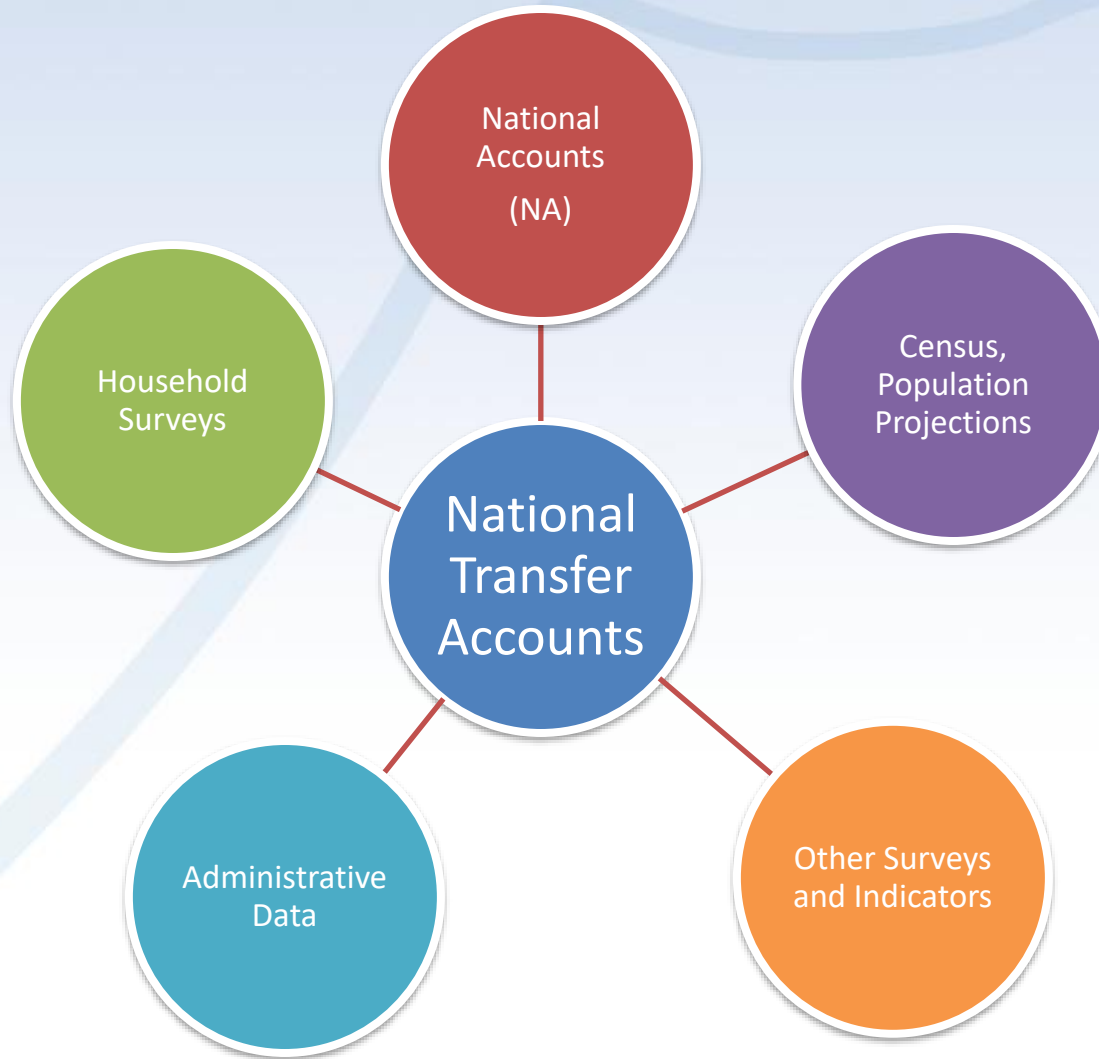 National
Accounts
(NA)
Household
Surveys
Census,
Population
Projections
National
Transfer
Accounts
Administrative
Data
Other Surveys
and Indicators